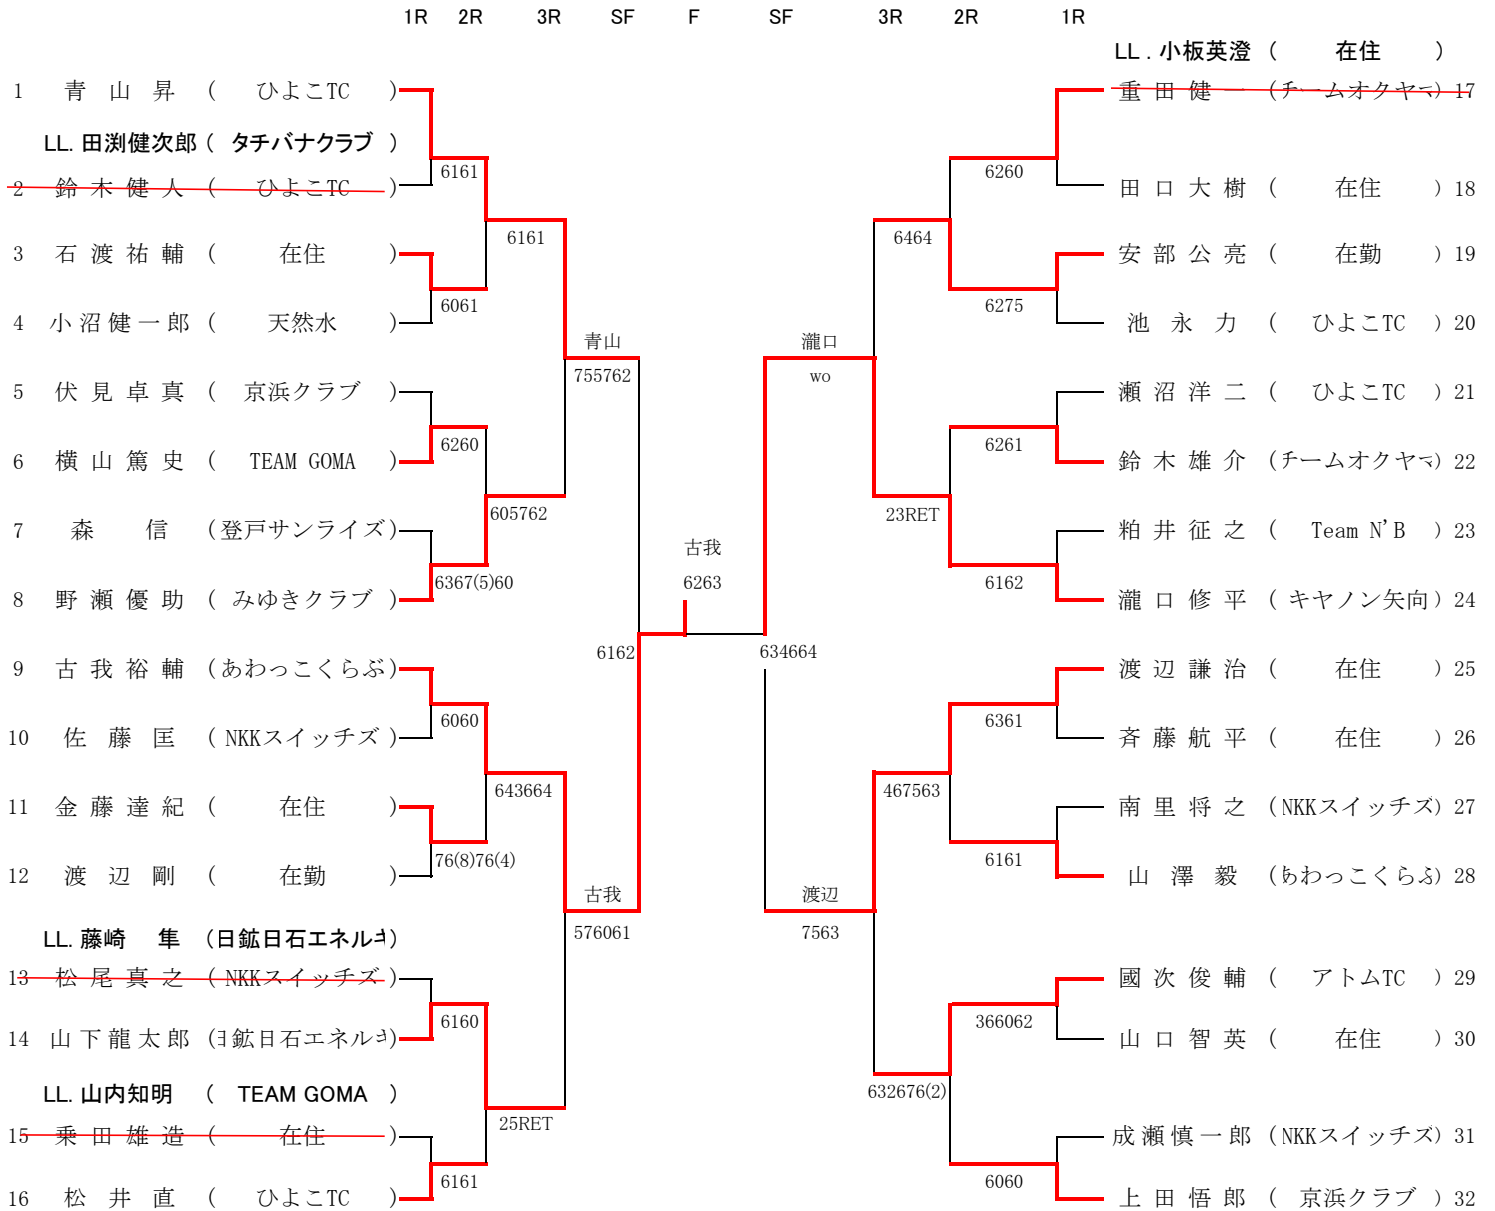 1R 2R 3R SF F SF 3R 2R 1R
1 青山昇 ( ひよこTC )
LL. 田渕健次郎 ( タチバナクラブ )
2 鈴木健人 ( ひよこTC )
3 石渡祐輔 ( 在住 )
4 小沼健一郎 ( 天然水 )
5 伏見卓真 ( 京浜クラブ )
6 横山篤史 ( TEAM GOMA )
7 森信 (登戸サンライズ)
8 野瀬優助 ( みゆきクラブ )
9 古我裕輔 (あわっこくらぶ)
10 佐藤匡 ( NKKスイッチズ )
11 金藤達紀 ( 在住 )
12 渡辺剛 ( 在勤 )
LL. 藤崎 隼 (日鉱日石エネルギ)
13 松尾真之 ( NKKスイッチズ )
14 山下龍太郎 (日鉱日石エネルギ)
LL. 山内知明 ( TEAM GOMA )
15 乗田雄造 ( 在住 )
16 松井直 ( ひよこTC )
6161
6061
6260
6367(5)60
6060
76(8)76(4)
6160
6161
6161
605762
643664
25RET
青山
755762
古我
576061
6162
古我
6263
634664
瀧口
wo
渡辺
7563
6464
23RET
467563
632676(2)
6260
6275
6261
6162
6361
6161
366062
6060
LL. 小板英澄 ( 在住 )
重田健一 (チームオクヤマ) 17
田口大樹 ( 在住 ) 18
安部公亮 ( 在勤 ) 19
池永力 ( ひよこTC ) 20
瀬沼洋二 ( ひよこTC ) 21
鈴木雄介 (チームオクヤマ) 22
粕井征之 ( Team N'B ) 23
瀧口修平 ( キヤノン矢向) 24
渡辺謙治 ( 在住 ) 25
斉藤航平 ( 在住 ) 26
南里将之 (NKKスイッチズ) 27
山澤毅 (あわっこくらぶ) 28
國次俊輔 ( アトムTC ) 29
山口智英 ( 在住 ) 30
成瀬慎一郎 (NKKスイッチズ) 31
上田悟郎 ( 京浜クラブ ) 32